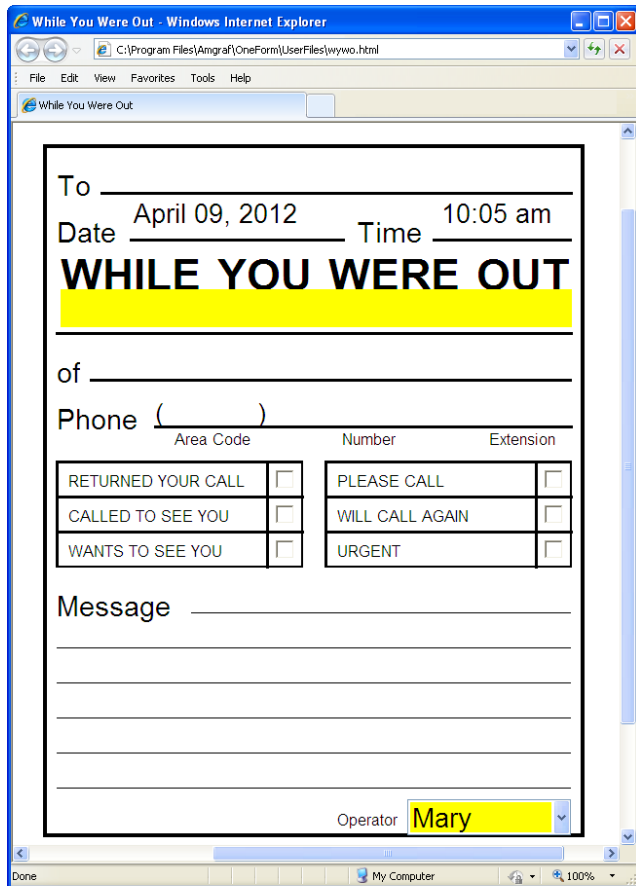 While You Were Out - Windows Internet Explorer
C:\Program Files\Amgraf\OneForm\UserFiles\wywo.html
File Edit View Favorites Tools Help
While You Were Out
To
Date April 09, 2012 Time 10:05 am
WHILE YOU WERE OUT
of
Phone ( )
Area Code Number Extension
RETURNED YOUR CALL PLEASE CALL
CALLED TO SEE YOU WILL CALL AGAIN
WANTS TO SEE YOU URGENT
Message
Operator Mary
Done My Computer 100%